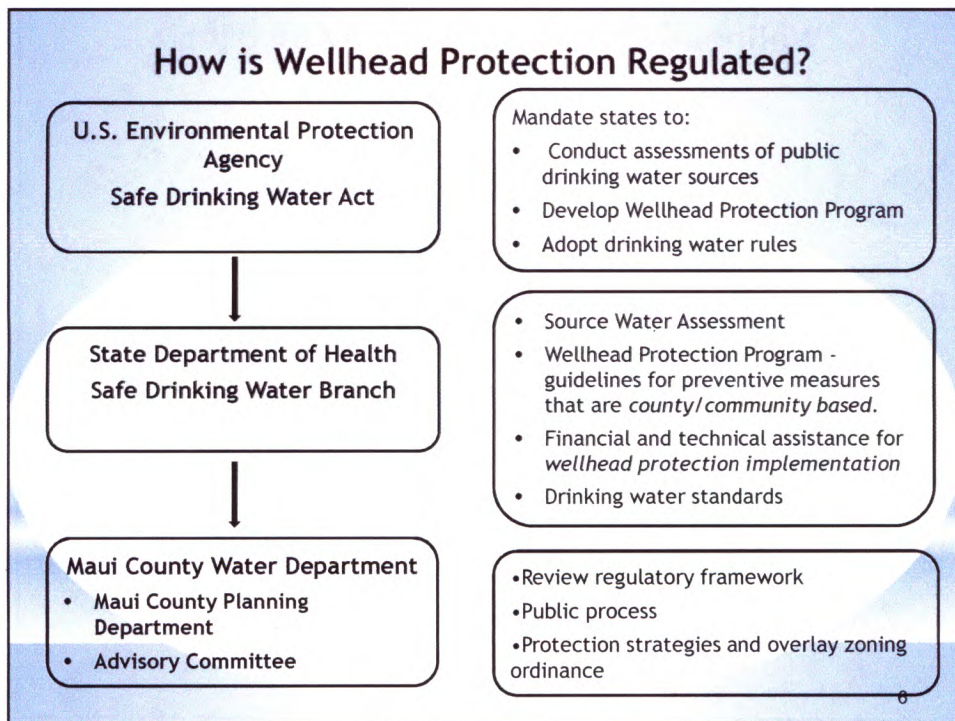 How is Wellhead Protection Regulated?
U.S. Environmental Protection
Agency
Safe Drinking Water Act
Mandate states to:
• Conduct assessments of public
drinking water sources
• Develop Wellhead Protection Program
• Adopt drinking water rules
State Department of Health
Safe Drinking Water Branch
• Source Water Assessment
• Wellhead Protection Program -
guidelines for preventive measures
that are county/community based.
• Financial and technical assistance for
wellhead protection implementation
• Drinking water standards
Maui County Water Department
• Maui County Planning
Department
• Advisory Committee
•Review regulatory framework
•Public process
•Protection strategies and overlay zoning
ordinance
6